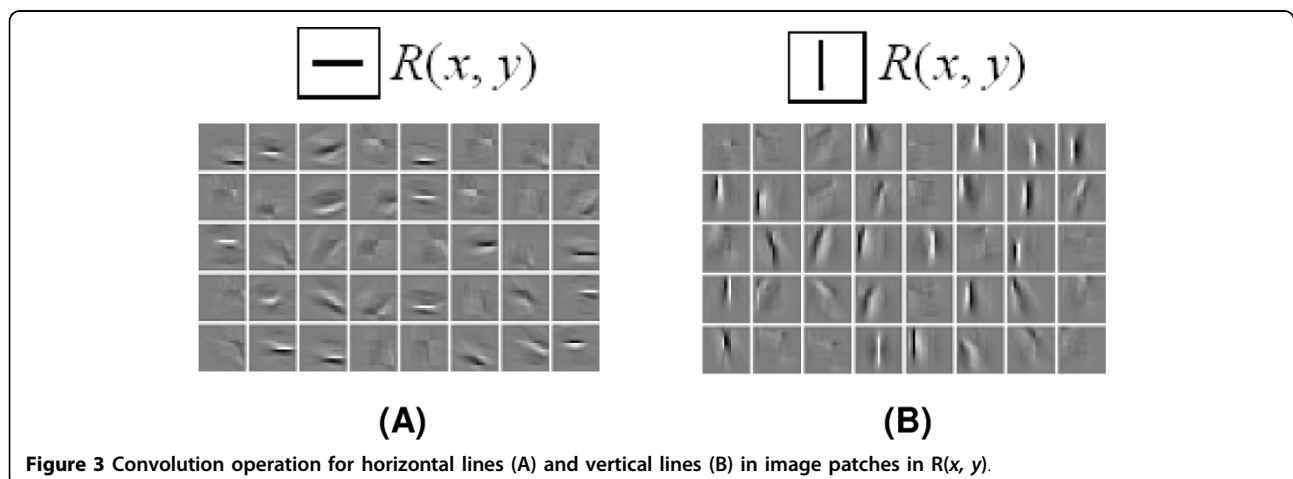 R(x, y)
R(x, y)
(A)
(B)
Figure 3 Convolution operation for horizontal lines (A) and vertical lines (B) in image patches in R(x, y).